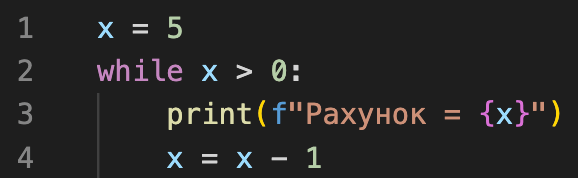 1 x = 5
2 while x > 0:
3     print(f"Рахунок = {x}")
4     x = x - 1